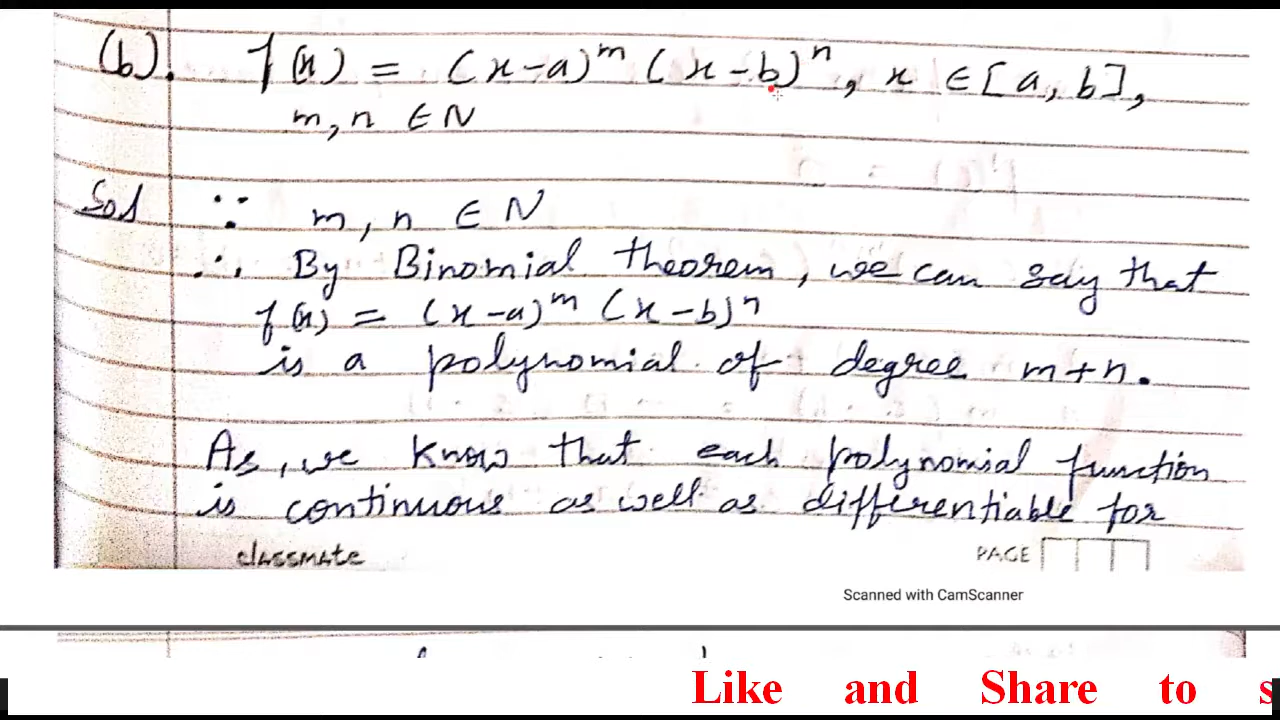 (b). f(x) = (x-a)^m (x-b)^n, x ∈ [a, b],
m, n ∈ N
Sol ∵ m, n ∈ N
∴ By Binomial theorem, we can say that
f(x) = (x-a)^m (x-b)^n
is a polynomial of degree m+n.
As, we know that each polynomial function
is continuous as well as differentiable for
classmate
PAGE
Scanned with CamScanner
Like and Share to s